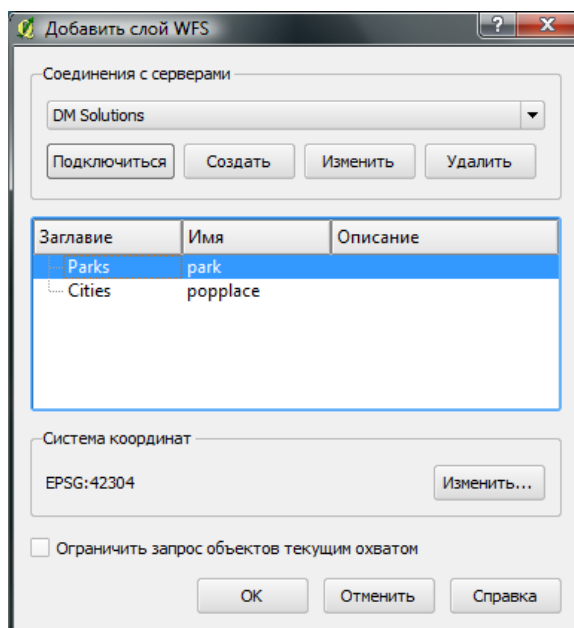 Добавить слой WFS
Соединения с серверами
DM Solutions
Подключиться Создать Изменить Удалить
Заглавие Имя Описание
Parks park
Cities popplace
Система координат
EPSG:42304 Изменить...
Ограничить запрос объектов текущим охватом
OK Отменить Справка